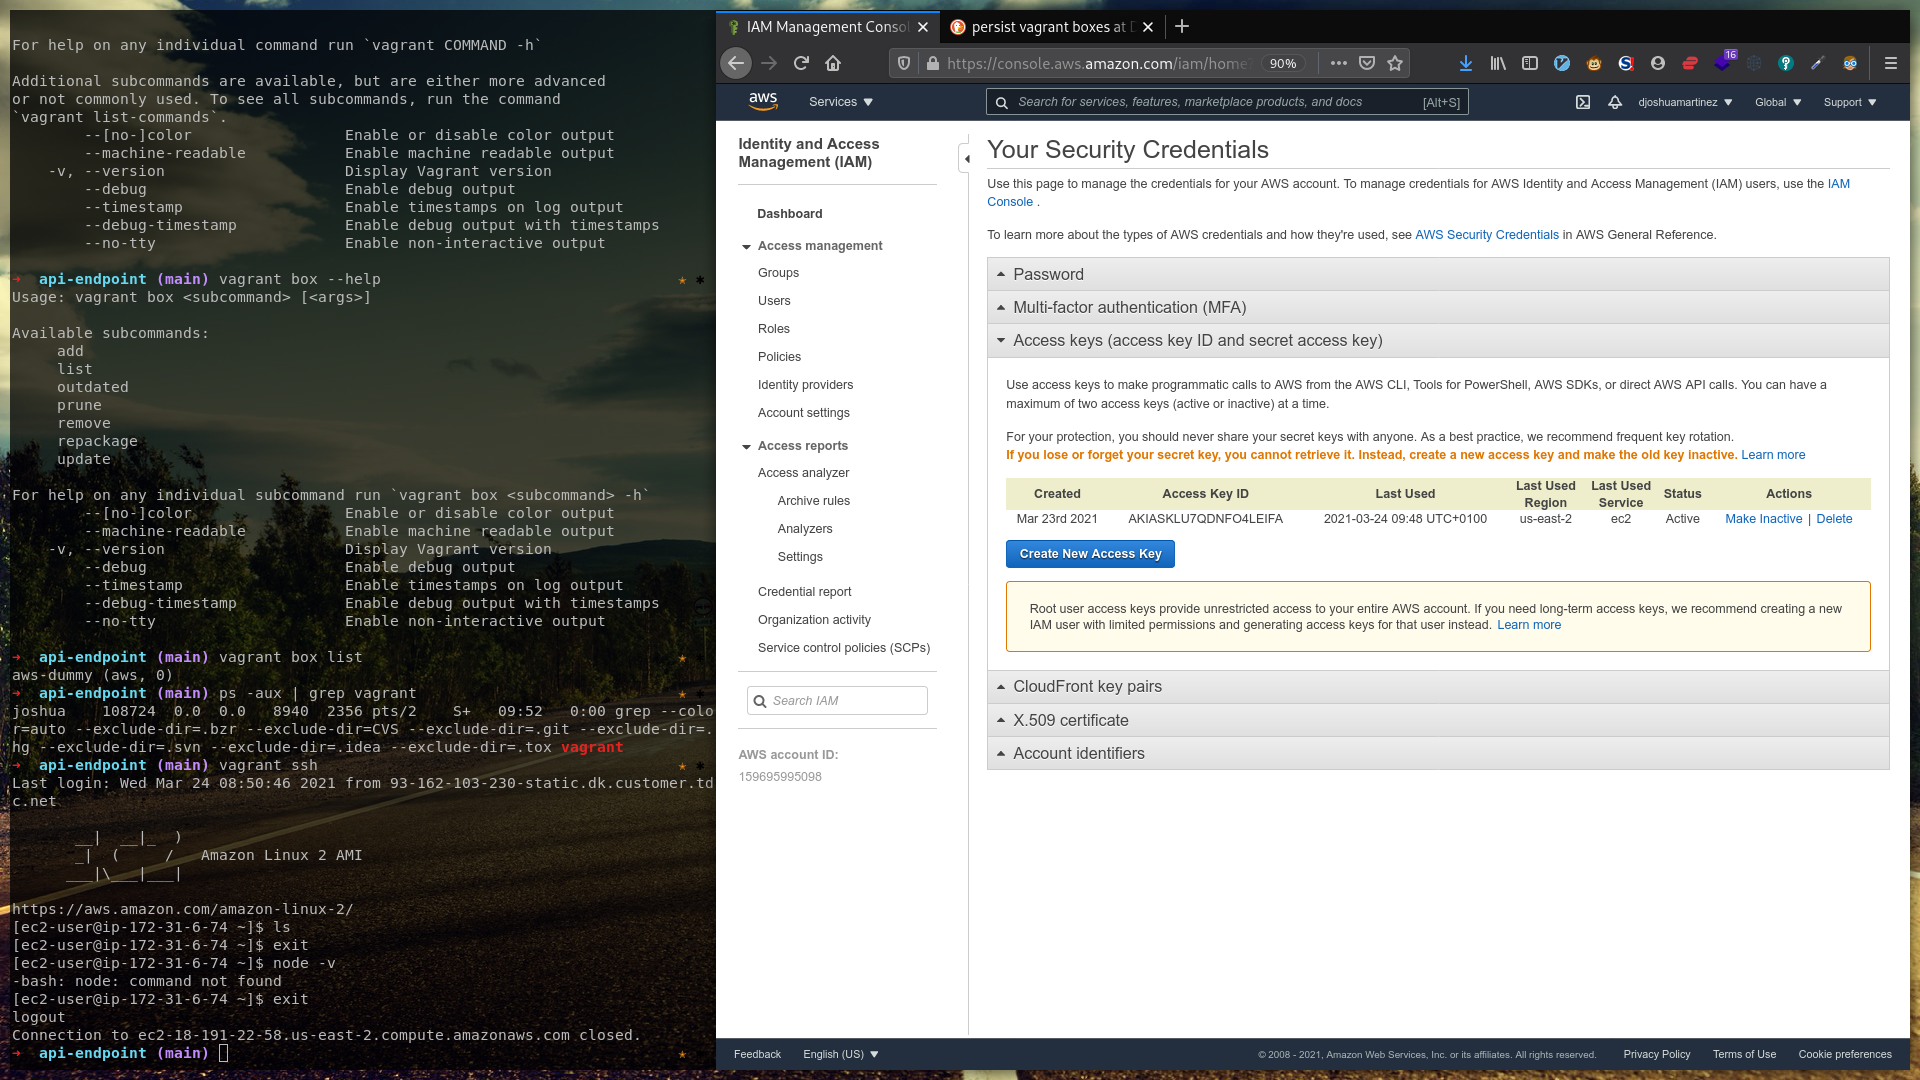 For help on any individual command run `vagrant COMMAND -h`
Additional subcommands are available, but are either more advanced
or not commonly used. To see all subcommands, run the command
`vagrant list-commands`.
--[no-]color Enable or disable color output
--machine-readable Enable machine readable output
-v, --version Display Vagrant version
--debug Enable debug output
--timestamp Enable timestamps on log output
--debug-timestamp Enable debug output with timestamps
--no-tty Enable non-interactive output
→ api-endpoint (main) vagrant box --help ★ ✱
Usage: vagrant box <subcommand> [<args>]
Available subcommands:
add
list
outdated
prune
remove
repackage
update
For help on any individual subcommand run `vagrant box <subcommand> -h`
--[no-]color Enable or disable color output
--machine-readable Enable machine readable output
-v, --version Display Vagrant version
--debug Enable debug output
--timestamp Enable timestamps on log output
--debug-timestamp Enable debug output with timestamps
--no-tty Enable non-interactive output
→ api-endpoint (main) vagrant box list ★ ✱
aws-dummy (aws, 0)
→ api-endpoint (main) ps -aux | grep vagrant ★ ✱
joshua 108724 0.0 0.0 8940 2356 pts/2 S+ 09:52 0:00 grep --colo
r=auto --exclude-dir=.bzr --exclude-dir=CVS --exclude-dir=.git --exclude-dir=.
hg --exclude-dir=.svn --exclude-dir=.idea --exclude-dir=.tox vagrant
→ api-endpoint (main) vagrant ssh ★ ✱
Last login: Wed Mar 24 08:50:46 2021 from 93-162-103-230-static.dk.customer.td
c.net
__| __|_ )
_| ( / Amazon Linux 2 AMI
___|\___|___|
https://aws.amazon.com/amazon-linux-2/
[ec2-user@ip-172-31-6-74 ~]$ ls
[ec2-user@ip-172-31-6-74 ~]$ exit
[ec2-user@ip-172-31-6-74 ~]$ node -v
-bash: node: command not found
[ec2-user@ip-172-31-6-74 ~]$ exit
logout
Connection to ec2-18-191-22-58.us-east-2.compute.amazonaws.com closed.
→ api-endpoint (main) ★
IAM Management Conso
persist vagrant boxes at D
https://console.aws.amazon.com/iam/home? 90% 16
aws Services Search for services, features, marketplace products, and docs [Alt+S] djoshuamartinez Global Support
Identity and Access
Management (IAM)
Dashboard
Access management
Groups
Users
Roles
Policies
Identity providers
Account settings
Access reports
Access analyzer
Archive rules
Analyzers
Settings
Credential report
Organization activity
Service control policies (SCPs)
Search IAM
AWS account ID:
159695995098
Your Security Credentials
Use this page to manage the credentials for your AWS account. To manage credentials for AWS Identity and Access Management (IAM) users, use the IAM
Console .
To learn more about the types of AWS credentials and how they're used, see AWS Security Credentials in AWS General Reference.
Password
Multi-factor authentication (MFA)
Access keys (access key ID and secret access key)
Use access keys to make programmatic calls to AWS from the AWS CLI, Tools for PowerShell, AWS SDKs, or direct AWS API calls. You can have a
maximum of two access keys (active or inactive) at a time.
For your protection, you should never share your secret keys with anyone. As a best practice, we recommend frequent key rotation.
If you lose or forget your secret key, you cannot retrieve it. Instead, create a new access key and make the old key inactive. Learn more
Created Access Key ID Last Used Last Used Region Last Used Service Status Actions
Mar 23rd 2021 AKIASKLU7QDNFO4LEIFA 2021-03-24 09:48 UTC+0100 us-east-2 ec2 Active Make Inactive | Delete
Create New Access Key
Root user access keys provide unrestricted access to your entire AWS account. If you need long-term access keys, we recommend creating a new
IAM user with limited permissions and generating access keys for that user instead. Learn more
CloudFront key pairs
X.509 certificate
Account identifiers
Feedback English (US) © 2008 - 2021, Amazon Web Services, Inc. or its affiliates. All rights reserved. Privacy Policy Terms of Use Cookie preferences